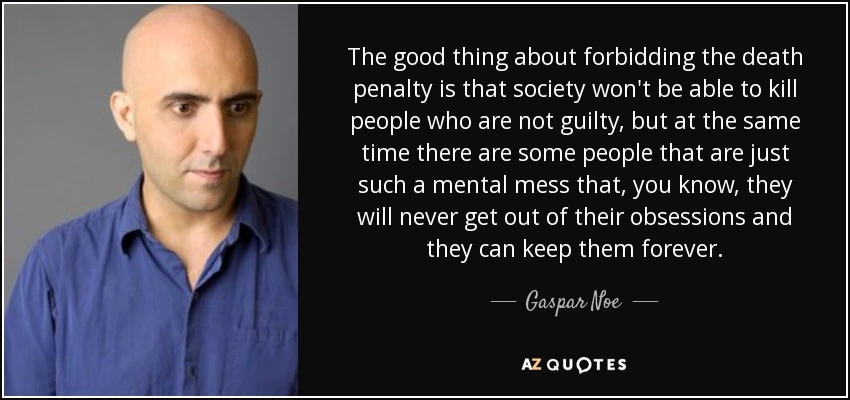 The good thing about forbidding the death
penalty is that society won't be able to kill
people who are not guilty, but at the same
time there are some people that are just
such a mental mess that, you know, they
will never get out of their obsessions and
they can keep them forever.
Gaspar Noe
AZ QUOTES